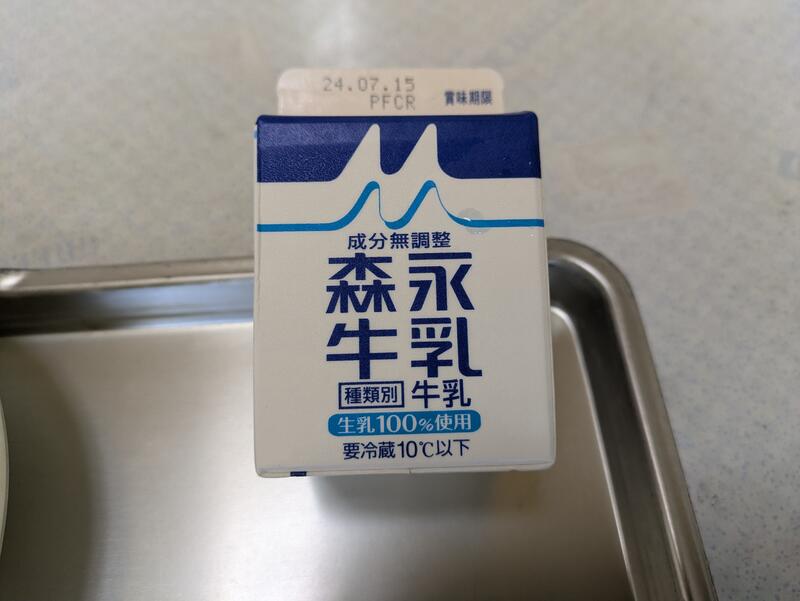 24.07.15
PFCR 賞味期限
成分無調整
森永
牛乳
種類別 牛乳
生乳100%使用
要冷蔵10℃以下